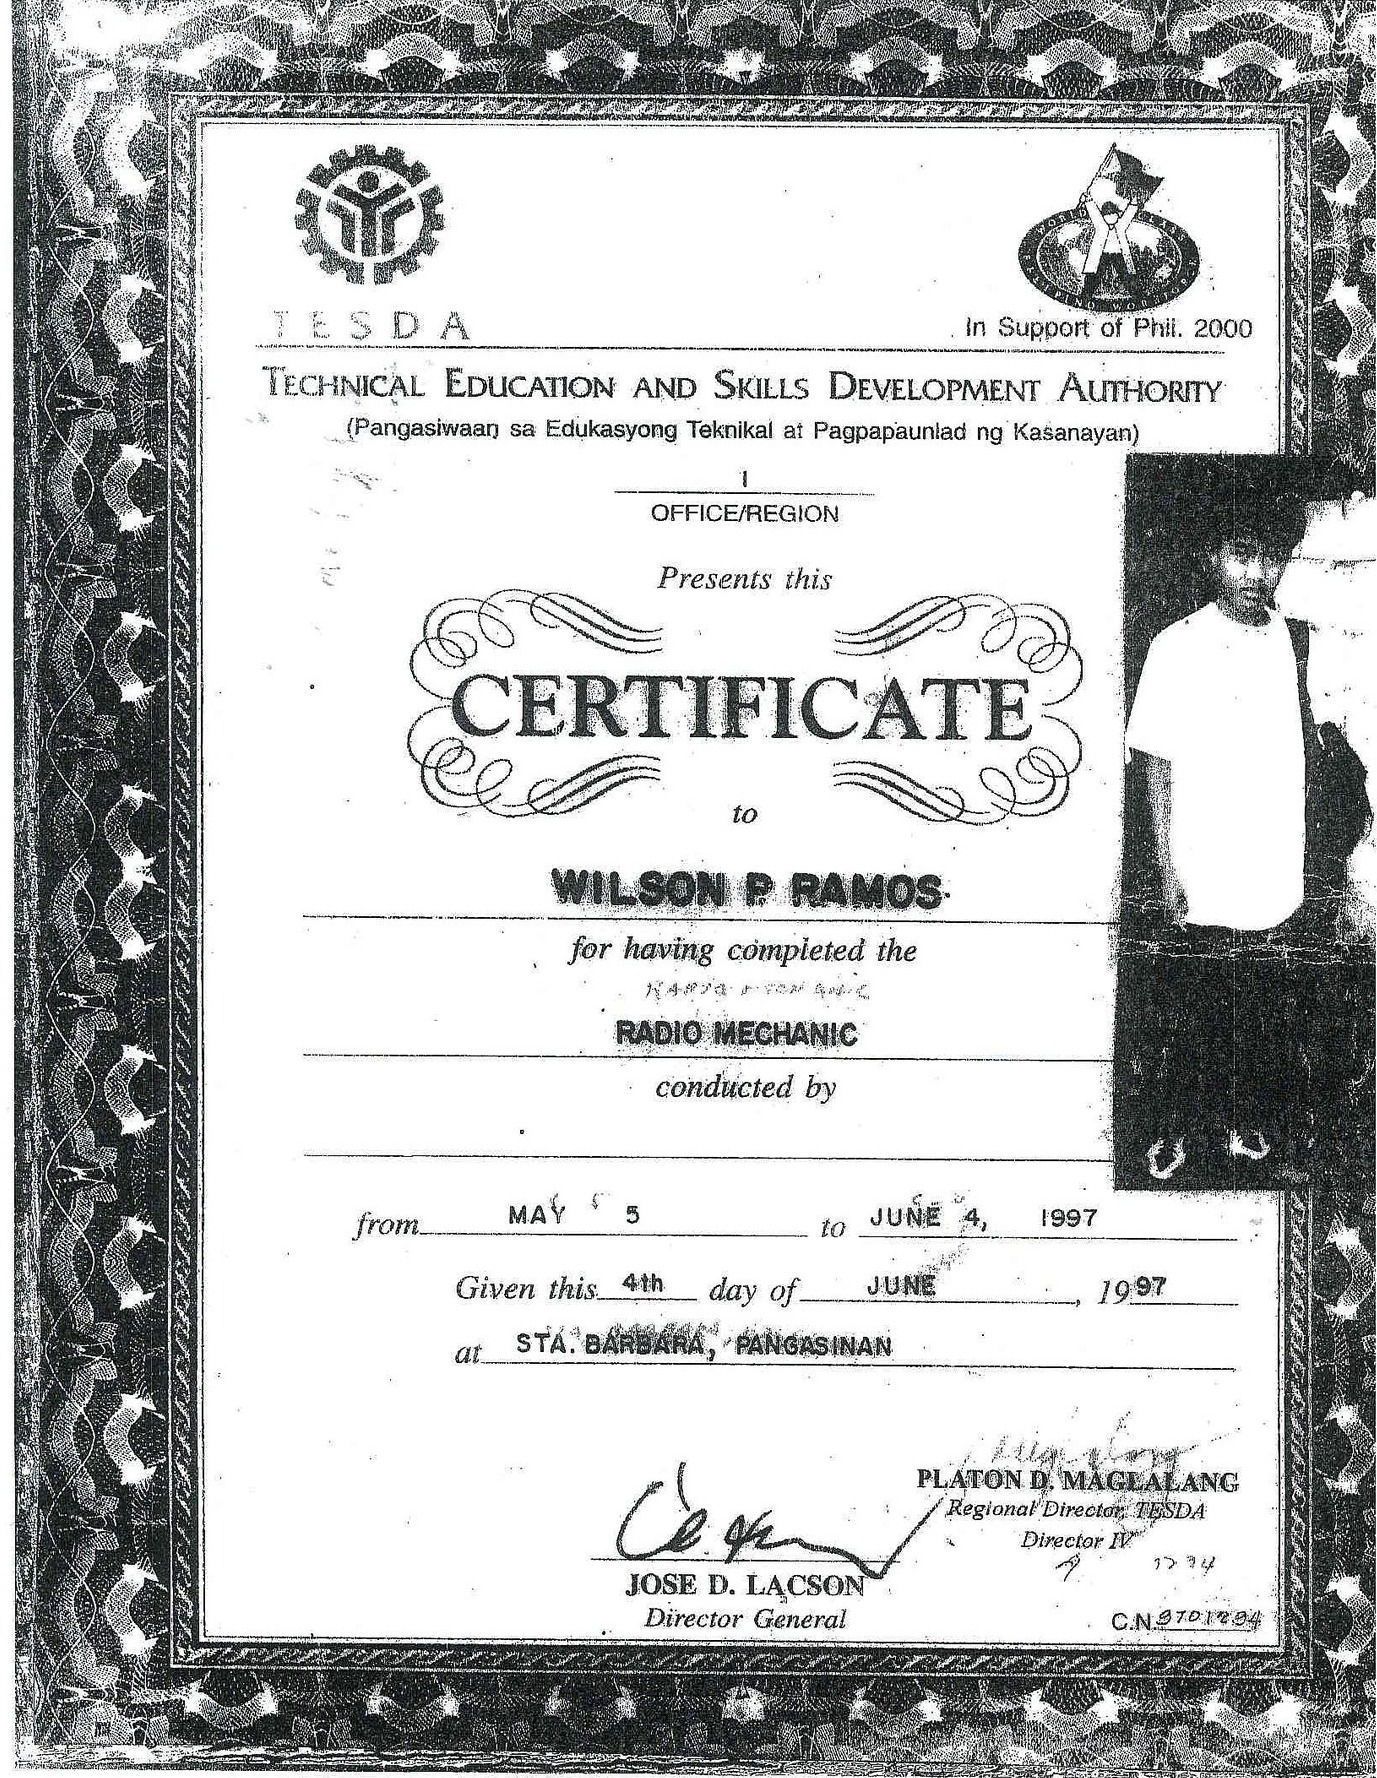 TESDA
In Support of Phil. 2000
TECHNICAL EDUCATION AND SKILLS DEVELOPMENT AUTHORITY
(Pangasiwaan sa Edukasyong Teknikal at Pagpapaunlad ng Kasanayan)
I
OFFICE/REGION
Presents this
CERTIFICATE
to
WILSON P. RAMOS
for having completed the
RADIO MECHANIC
conducted by
from MAY 5 to JUNE 4, 1997
Given this 4th day of JUNE, 1997
at STA. BARBARA, PANGASINAN
PLATON D. MAGLALANG
Regional Director, TESDA
Director IV
1294
JOSE D. LACSON
Director General
C.N. 9701294